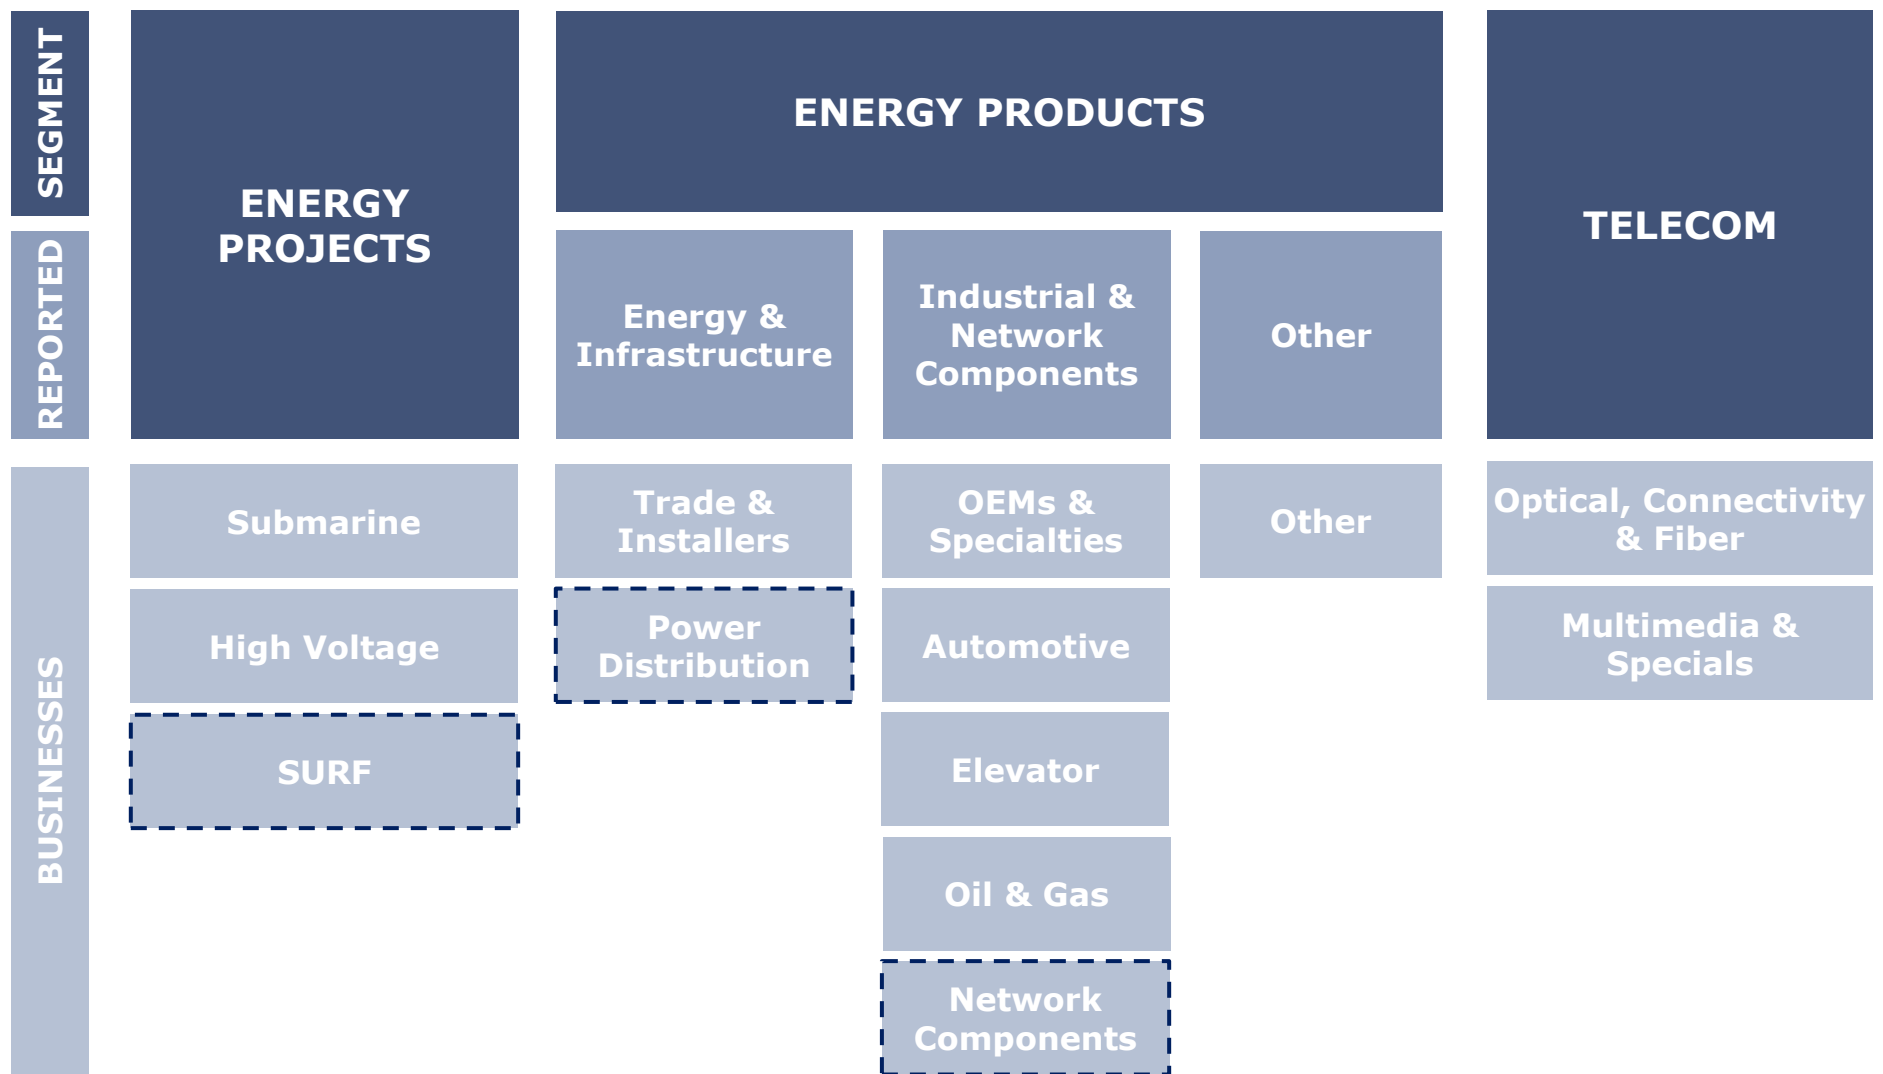 SEGMENT
REPORTED
BUSINESSES
ENERGY
PROJECTS
ENERGY PRODUCTS
TELECOM
Energy &
Infrastructure
Industrial &
Network
Components
Other
Submarine
High Voltage
SURF
Trade &
Installers
Power
Distribution
OEMs &
Specialties
Automotive
Elevator
Oil & Gas
Network
Components
Other
Optical, Connectivity
& Fiber
Multimedia &
Specials